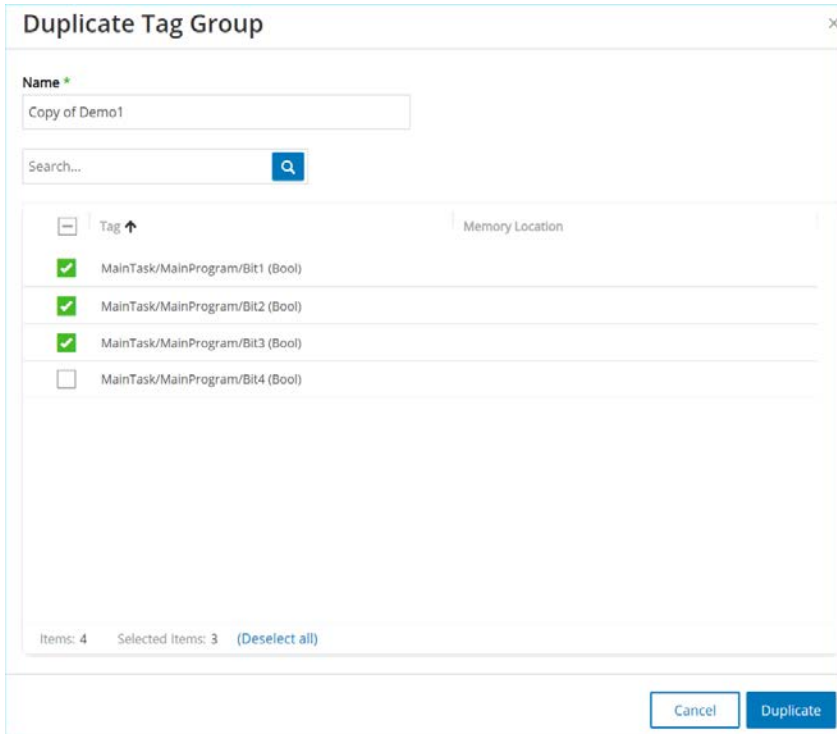 Duplicate Tag Group
Name *
Copy of Demo1
Search...
Tag ↑ Memory Location
MainTask/MainProgram/Bit1 (Bool)
MainTask/MainProgram/Bit2 (Bool)
MainTask/MainProgram/Bit3 (Bool)
MainTask/MainProgram/Bit4 (Bool)
Items: 4 Selected Items: 3 (Deselect all)
Cancel Duplicate